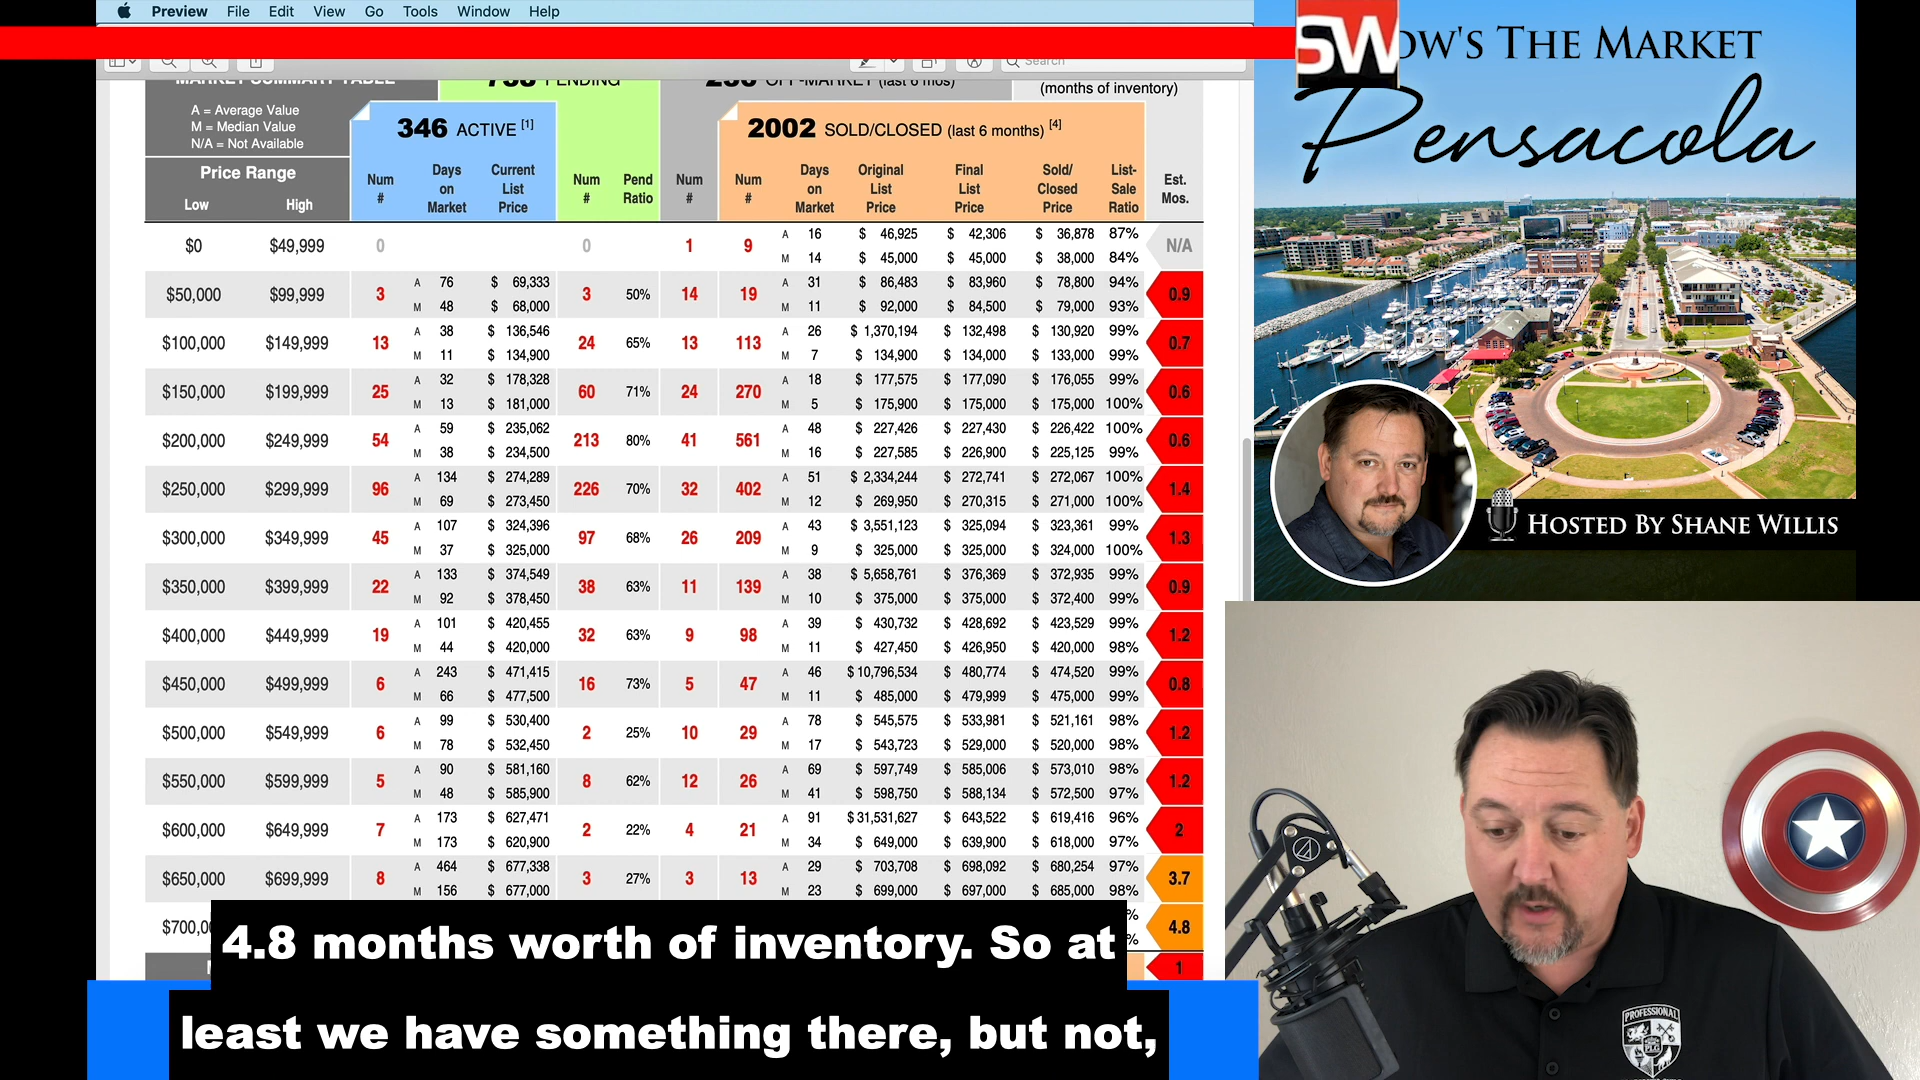 Preview File Edit View Go Tools Window Help
Search
MARKET SUMMARY TABLE
PENDING
OFF-MARKET (last 6 mos)
(months of inventory)
A = Average Value
M = Median Value
N/A = Not Available
346 ACTIVE [1]
2002 SOLD/CLOSED (last 6 months) [4]
Price Range
Low High
Num # Days on Market Current List Price Num # Pend Ratio Num # Num # Days on Market Original List Price Final List Price Sold/Closed Price List-Sale Ratio Est. Mos.
$0 $49,999 0 0 1 9 A 16 $ 46,925 $ 42,306 $ 36,878 87% N/A
M 14 $ 45,000 $ 45,000 $ 38,000 84%
$50,000 $99,999 3 A 76 $ 69,333 3 50% 14 19 A 31 $ 86,483 $ 83,960 $ 78,800 94% 0.9
M 48 $ 68,000 M 11 $ 92,000 $ 84,500 $ 79,000 93%
$100,000 $149,999 13 A 38 $ 136,546 24 65% 13 113 A 26 $ 1,370,194 $ 132,498 $ 130,920 99% 0.7
M 11 $ 134,900 M 7 $ 134,900 $ 134,000 $ 133,000 99%
$150,000 $199,999 25 A 32 $ 178,328 60 71% 24 270 A 18 $ 177,575 $ 177,090 $ 176,055 99% 0.6
M 13 $ 181,000 M 5 $ 175,900 $ 175,000 $ 175,000 100%
$200,000 $249,999 54 A 59 $ 235,062 213 80% 41 561 A 48 $ 227,426 $ 227,430 $ 226,422 100% 0.6
M 38 $ 234,500 M 16 $ 227,585 $ 226,900 $ 225,125 99%
$250,000 $299,999 96 A 134 $ 274,289 226 70% 32 402 A 51 $ 2,334,244 $ 272,741 $ 272,067 100% 1.4
M 69 $ 273,450 M 12 $ 269,950 $ 270,315 $ 271,000 100%
$300,000 $349,999 45 A 107 $ 324,396 97 68% 26 209 A 43 $ 3,551,123 $ 325,094 $ 323,361 99% 1.3
M 37 $ 325,000 M 9 $ 325,000 $ 325,000 $ 324,000 100%
$350,000 $399,999 22 A 133 $ 374,549 38 63% 11 139 A 38 $ 5,658,761 $ 376,369 $ 372,935 99% 0.9
M 92 $ 378,450 M 10 $ 375,000 $ 375,000 $ 372,400 99%
$400,000 $449,999 19 A 101 $ 420,455 32 63% 9 98 A 39 $ 430,732 $ 428,692 $ 423,529 99% 1.2
M 44 $ 420,000 M 11 $ 427,450 $ 426,950 $ 420,000 98%
$450,000 $499,999 6 A 243 $ 471,415 16 73% 5 47 A 46 $ 10,796,534 $ 480,774 $ 474,520 99% 0.8
M 66 $ 477,500 M 11 $ 485,000 $ 479,999 $ 475,000 99%
$500,000 $549,999 6 A 99 $ 530,400 2 25% 10 29 A 78 $ 545,575 $ 533,981 $ 521,161 98% 1.2
M 78 $ 532,450 M 17 $ 543,723 $ 529,000 $ 520,000 98%
$550,000 $599,999 5 A 90 $ 581,160 8 62% 12 26 A 69 $ 597,749 $ 585,006 $ 573,010 98% 1.2
M 48 $ 585,900 M 41 $ 598,750 $ 588,134 $ 572,500 97%
$600,000 $649,999 7 A 173 $ 627,471 2 22% 4 21 A 91 $ 31,531,627 $ 643,522 $ 619,416 96% 2
M 173 $ 620,900 M 34 $ 649,000 $ 639,900 $ 618,000 97%
$650,000 $699,999 8 A 464 $ 677,338 3 27% 3 13 A 29 $ 703,708 $ 698,092 $ 680,254 97% 3.7
M 156 $ 677,000 M 23 $ 699,000 $ 697,000 $ 685,000 98%
$700,0 % 4.8
%
1
4.8 months worth of inventory. So at
least we have something there, but not,
SW
OW'S THE MARKET
Pensacola
HOSTED BY SHANE WILLIS
PROFESSIONAL